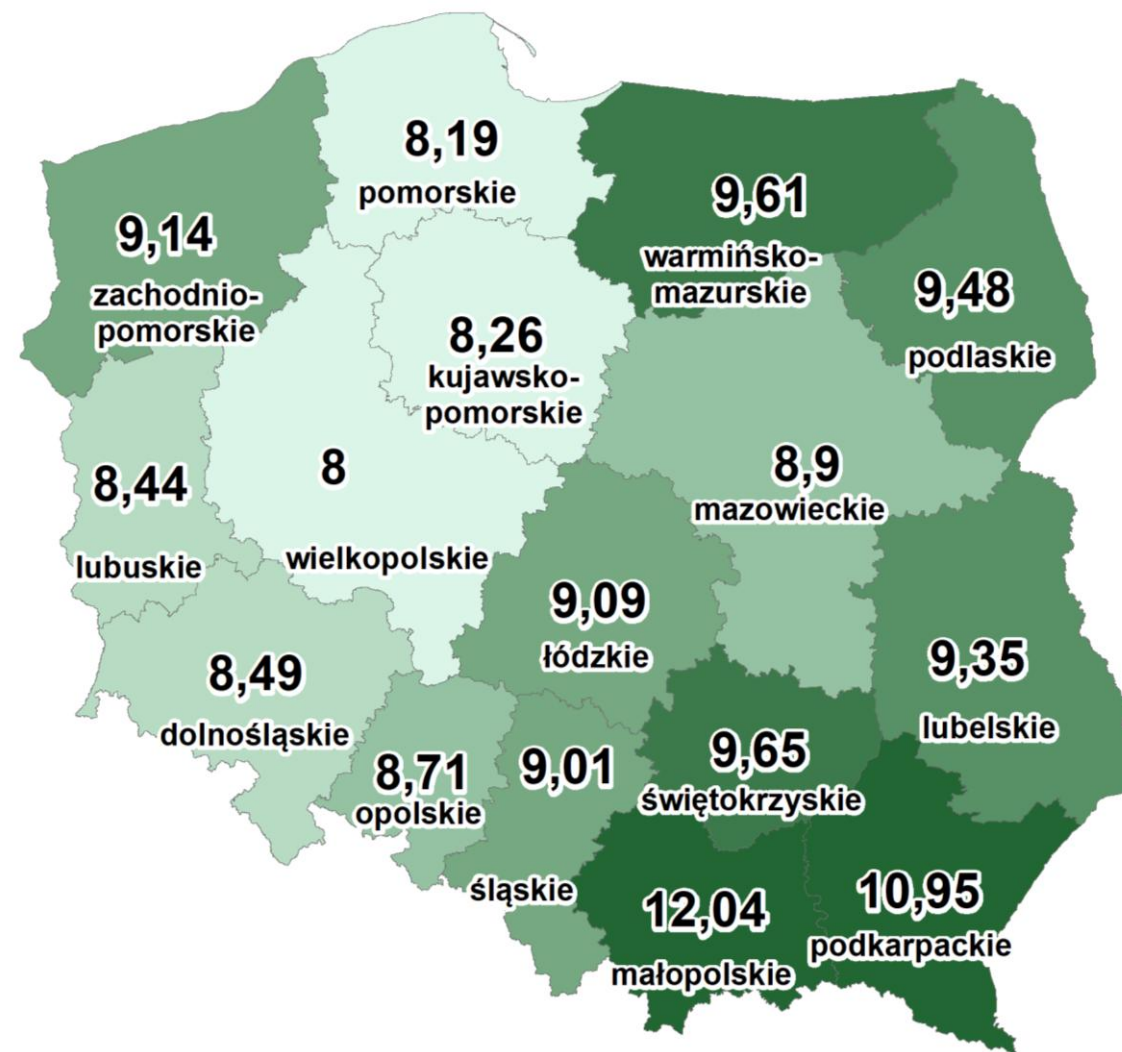 8,19
pomorskie
9,61
warmińsko-
mazurskie
9,14
zachodnio-
pomorskie
9,48
podlaskie
8,26
kujawsko-
pomorskie
8,44
lubuskie
8
wielkopolskie
8,9
mazowieckie
9,09
łódzkie
8,49
dolnośląskie
9,35
lubelskie
8,71
opolskie
9,01
śląskie
9,65
świętokrzyskie
12,04
małopolskie
10,95
podkarpackie